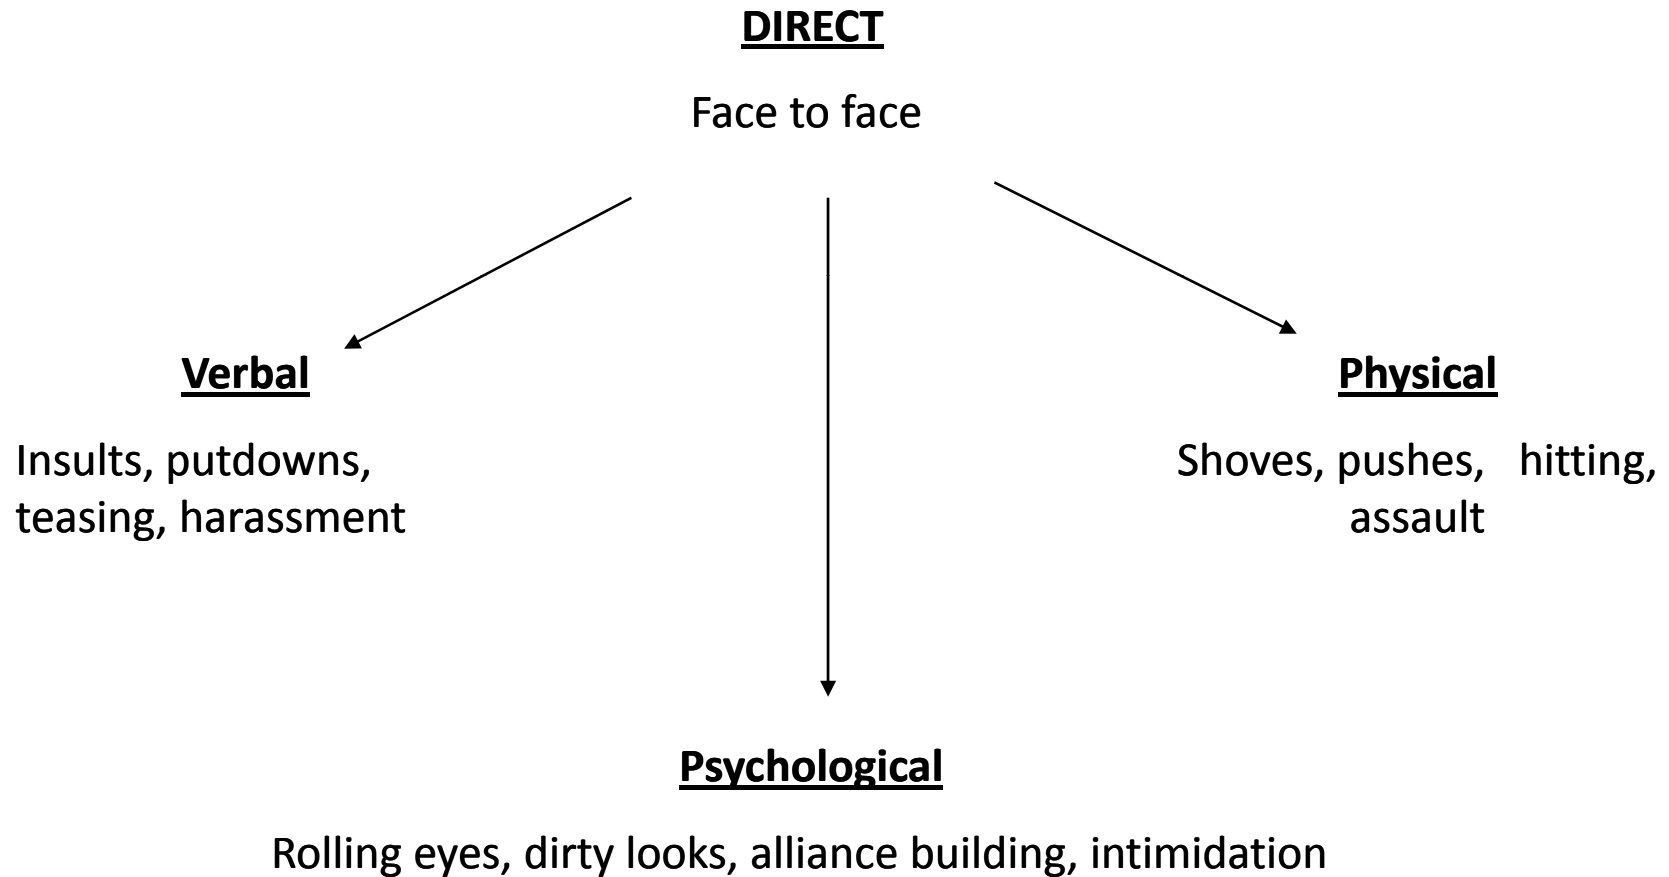 DIRECT
Face to face
Verbal
Insults, putdowns,
teasing, harassment
Physical
Shoves, pushes, hitting,
assault
Psychological
Rolling eyes, dirty looks, alliance building, intimidation